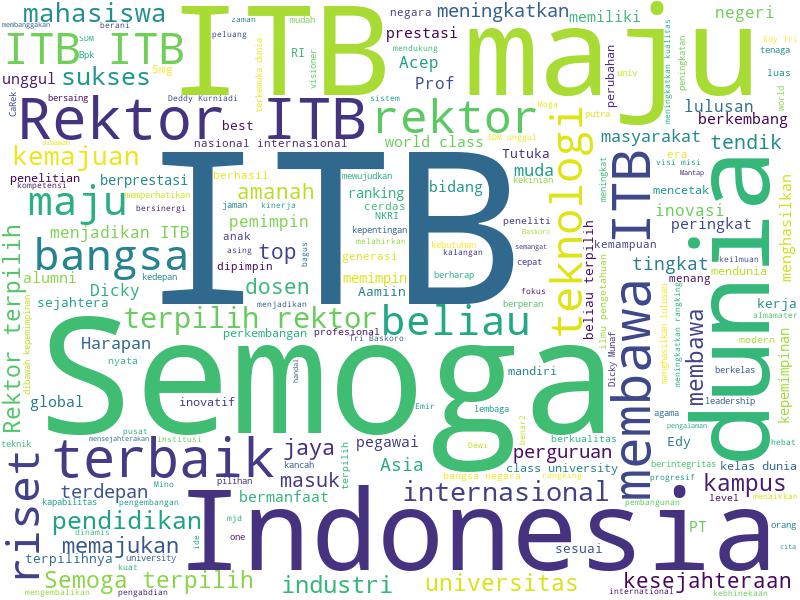 membanggakan
SDM
berani
mahasiswa
ITB ITB
Bpk
unggul
sukses
Smg
ITB
maju
zaman
peluang
mudah
negara
meningkatkan
memiliki
negeri
Edy Tri
tenaga
prestasi
mendukung
Acep
RI
visioner
terkemuka dunia
Prof
perubahan
univ
peningkatan
meningkatkan kualitas
luas
world
CaRek
bersaing
Deddy Kurniadi
sistem
Moga
putra
Rektor ITB
rektor
best
nasional internasional
world class
SDM unggul
teknologi
lulusan
berkembang
masyarakat
tendik
dibawah
kemajuan
penelitian
kompetensi
berprestasi
memperhatikan
berhasil
mewujudkan
amanah
ranking
cerdas
NKRI
bidang
Tutuka
muda
kekinian
meningkat
era
visi misi
Mantap
mencetak
inovasi
maju
bersinergi
jaman
kinerja
pemimpin
kepentingan
melahirkan
peneliti
Baskoro
peringkat
menjadikan ITB
anak
asing
bagus
generasi
kebutuhan
kalangan
semangat
cepat
kemampuan
keilmuan
bangsa
top
dipimpin
ITB
membawa ITB
tingkat
mendunia
menang
menghasilkan
dunia
alumni
Dicky
kedepan
dosen
memimpin
Aamiin
berharap
fokus
beliau terpilih
ilmu pengetahuan
sejahtera
menjadikan
berperan
kerja
almamater
Rektor terpilih
dibawah kepemimpinan
terpilih rektor
beliau
perkembangan
profesional
Tri Baskoro
Harapan
nyata
Dicky Munaf
menghasilkan lulusan
meningkatkan rangking
membawa
modern
kepemimpinan
Semoga
handal
mandiri
berkelas
leadership
global
inovatif
Emir
lembaga
agama
pengalaman
pusat
teknik
mensejahterakan
institusi
terbaik
jaya
terpilih
pegawai
benar2
Dewi
berkualitas
perguruan
Edy
hebat
riset
Mino
kancah
masuk
Asia
bangsa negara
rangking
class university
berintegritas
kelas dunia
progresif
terdepan
kapabilitas
pengembangan
pilihan
bermanfaat
internasional
pembangunan
kampus
level
menaikkan
pendidikan
dinamis
mjd
ide
one
Indonesia
sesuai
PT
orang
cita
memajukan
terpilihnya
university
kuat
Semoga terpilih
mengembalikan
pengabdian
industri
universitas
kesejahteraan
international
kebhinekaan